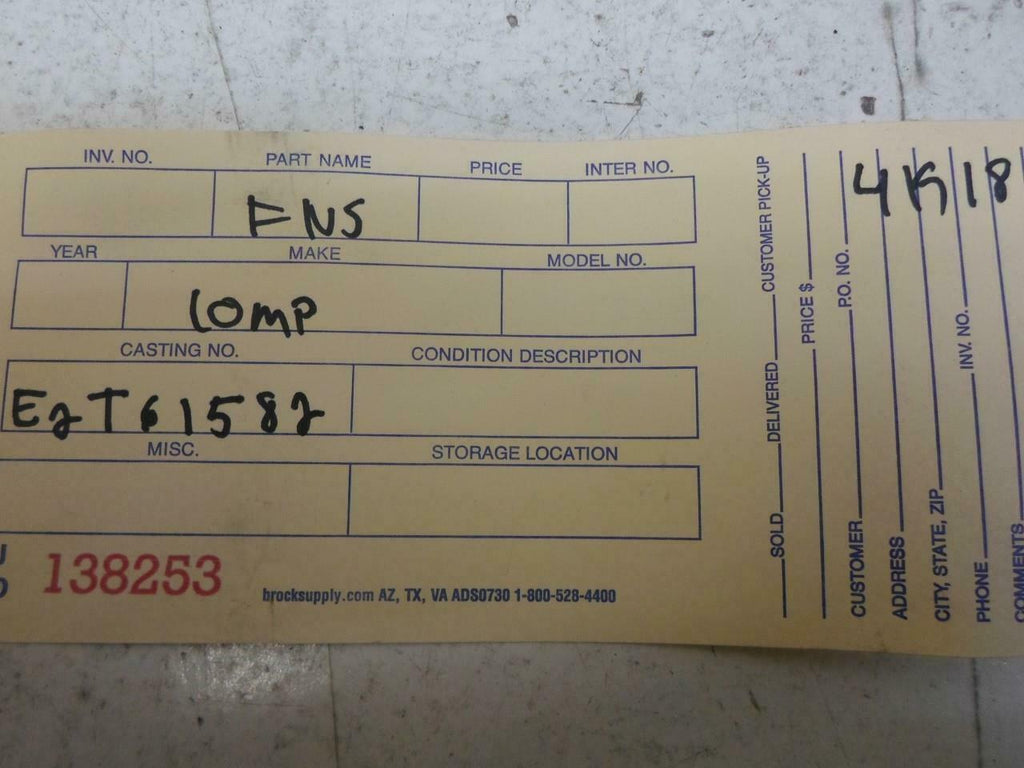 INV. NO. PART NAME PRICE INTER NO.
FNS
YEAR MAKE MODEL NO.
COMP
CASTING NO. CONDITION DESCRIPTION
E2T61582
MISC. STORAGE LOCATION
138253
brocksupply.com AZ, TX, VA ADS0730 1-800-528-4400
SOLD DELIVERED CUSTOMER PICK-UP
PRICE $
CUSTOMER P.O. NO.
ADDRESS
CITY, STATE, ZIP
PHONE INV. NO.
COMMENTS